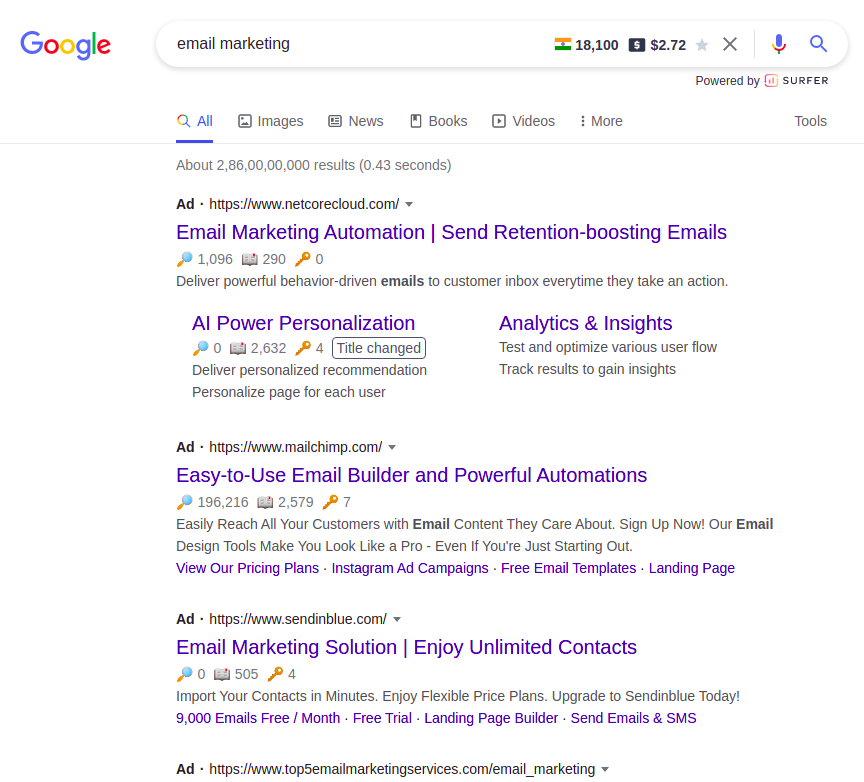 Google
email marketing 18,100 $ $2.72
Powered by SURFER
All Images News Books Videos More Tools
About 2,86,00,00,000 results (0.43 seconds)
Ad · https://www.netcorecloud.com/
Email Marketing Automation | Send Retention-boosting Emails
1,096 290 0
Deliver powerful behavior-driven emails to customer inbox everytime they take an action.
AI Power Personalization
0 2,632 4 Title changed
Deliver personalized recommendation
Personalize page for each user
Analytics & Insights
Test and optimize various user flow
Track results to gain insights
Ad · https://www.mailchimp.com/
Easy-to-Use Email Builder and Powerful Automations
196,216 2,579 7
Easily Reach All Your Customers with Email Content They Care About. Sign Up Now! Our Email
Design Tools Make You Look Like a Pro - Even If You're Just Starting Out.
View Our Pricing Plans · Instagram Ad Campaigns · Free Email Templates · Landing Page
Ad · https://www.sendinblue.com/
Email Marketing Solution | Enjoy Unlimited Contacts
0 505 4
Import Your Contacts in Minutes. Enjoy Flexible Price Plans. Upgrade to Sendinblue Today!
9,000 Emails Free / Month · Free Trial · Landing Page Builder · Send Emails & SMS
Ad · https://www.top5emailmarketingservices.com/email_marketing